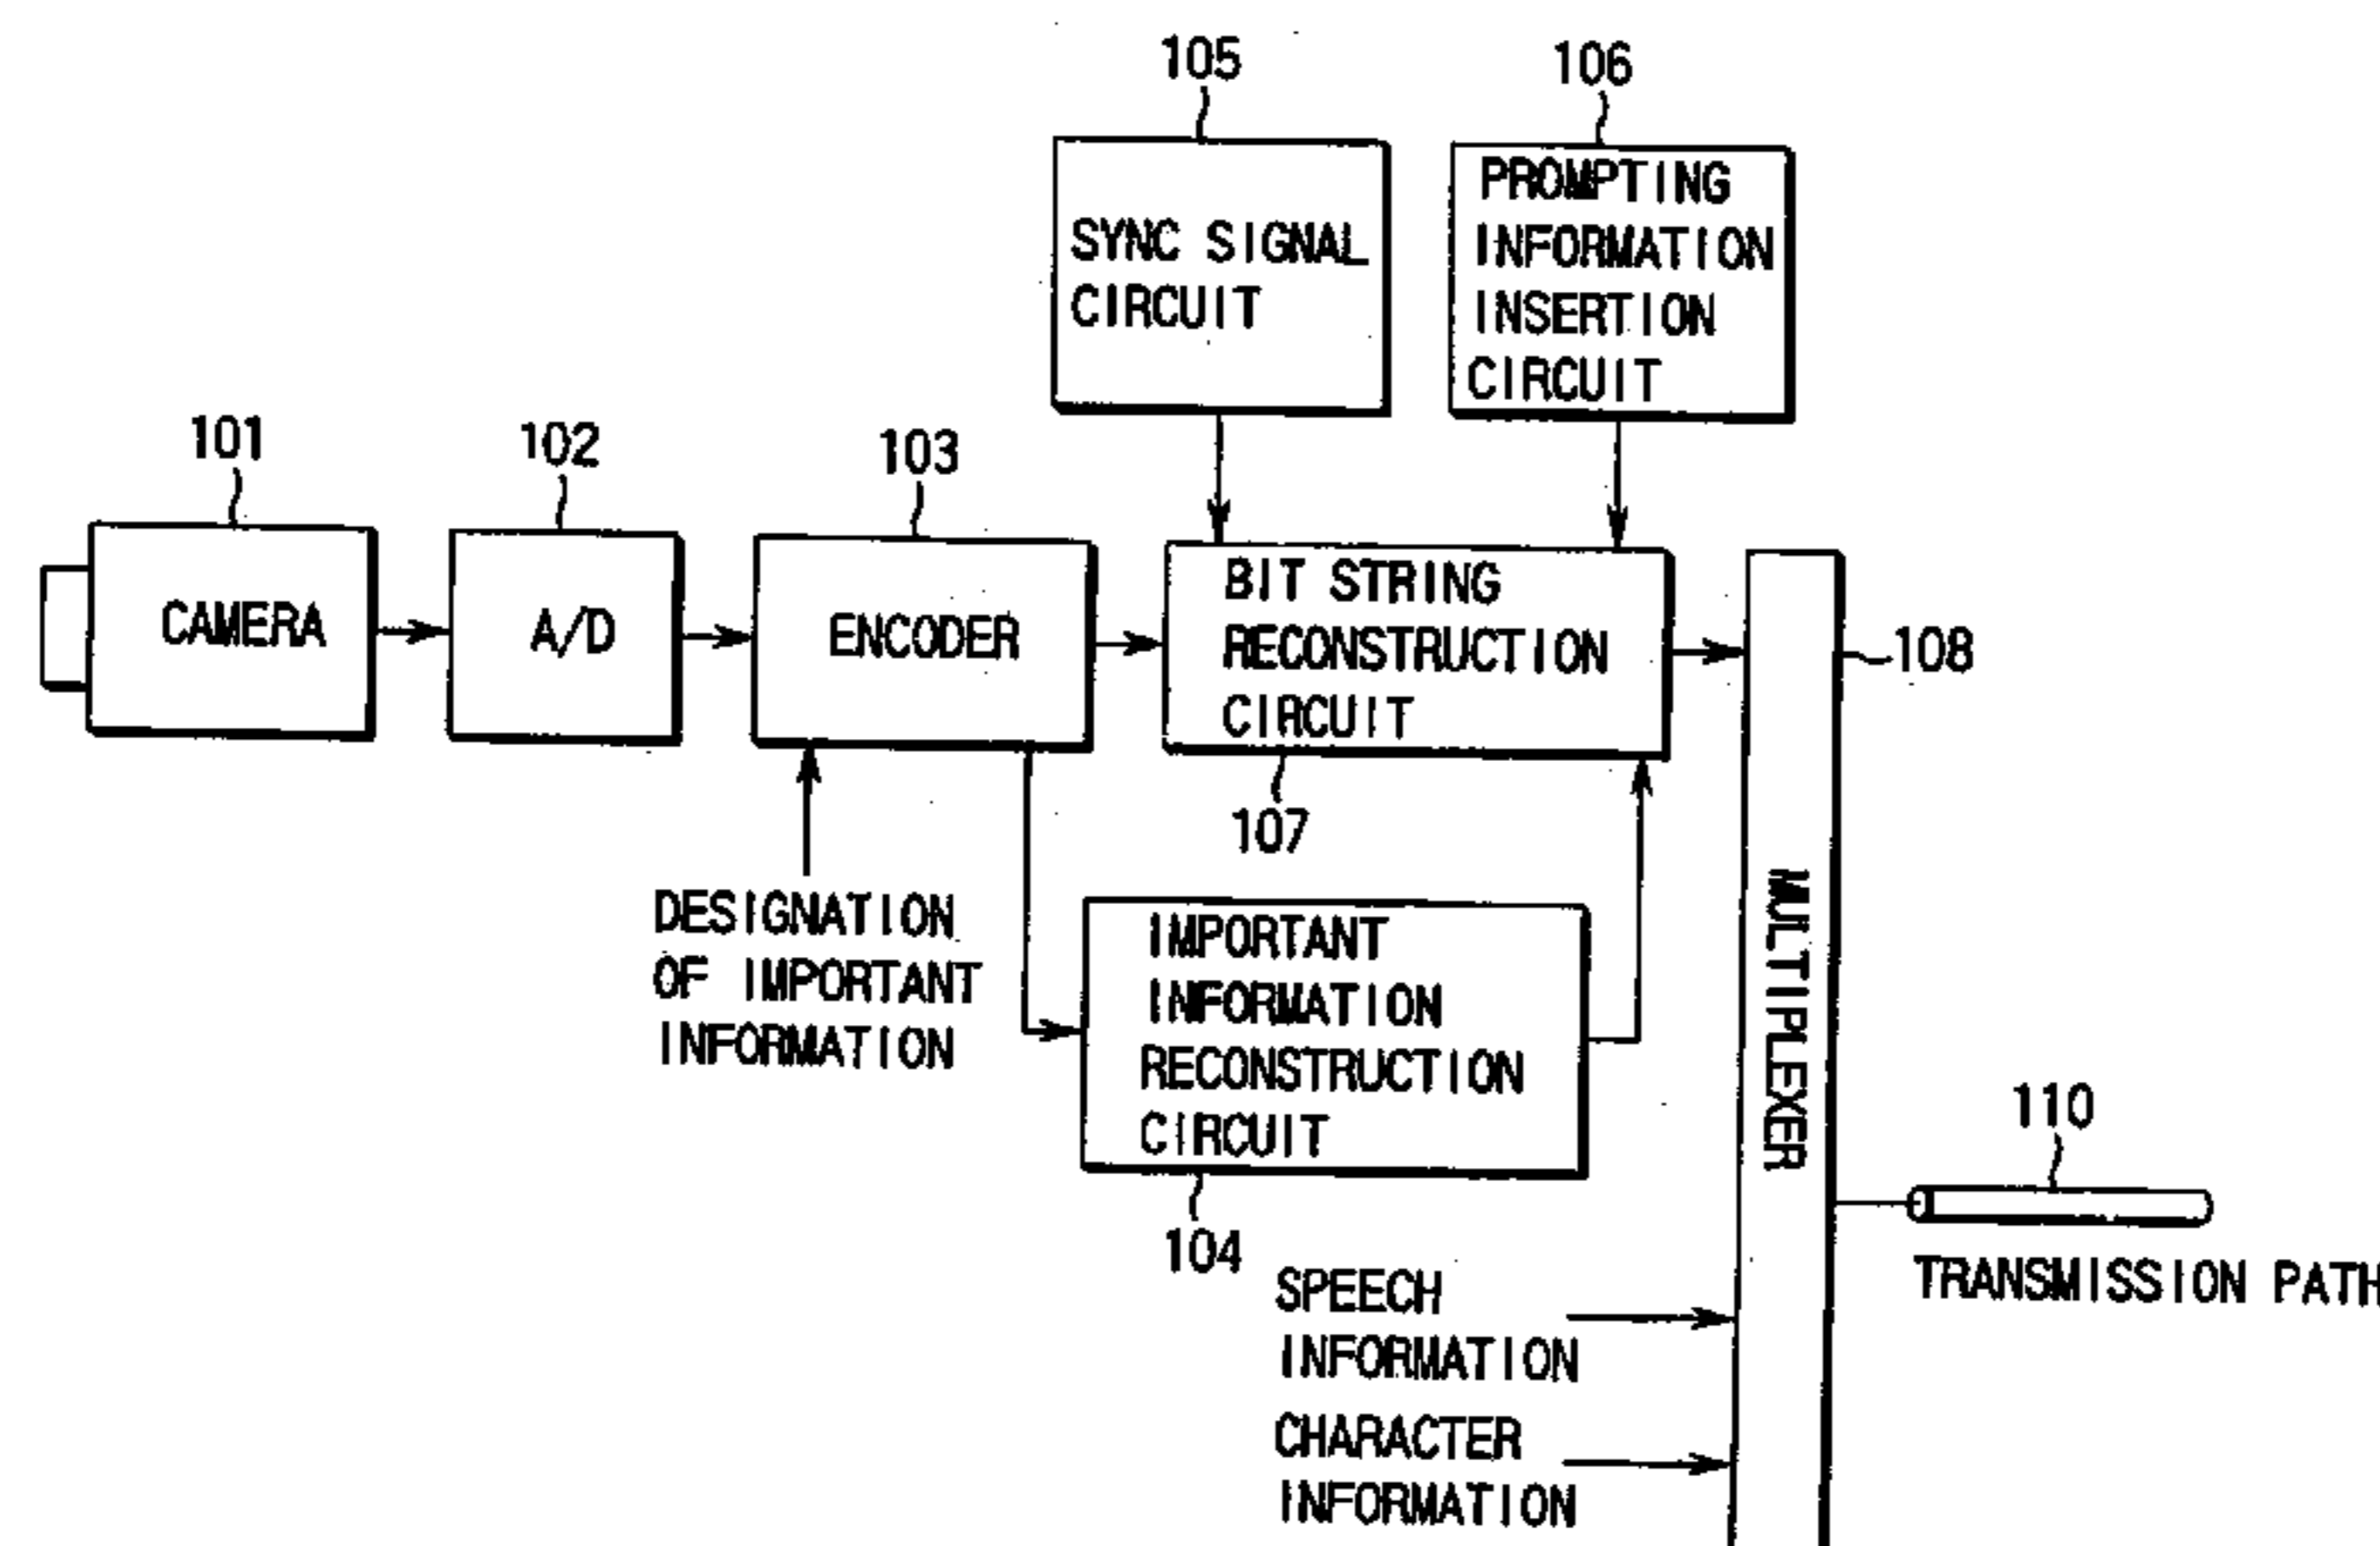 105
106
SYNC SIGNAL
CIRCUIT
PROMPTING
INFORMATION
INSERTION
CIRCUIT
101
102
103
CAMERA
A/D
ENCODER
BIT STRING
RECONSTRUCTION
CIRCUIT
108
107
DESIGNATION
OF IMPORTANT
INFORMATION
IMPORTANT
INFORMATION
RECONSTRUCTION
CIRCUIT
104
MULTIPLEXER
110
TRANSMISSION PATH
SPEECH
INFORMATION
CHARACTER
INFORMATION